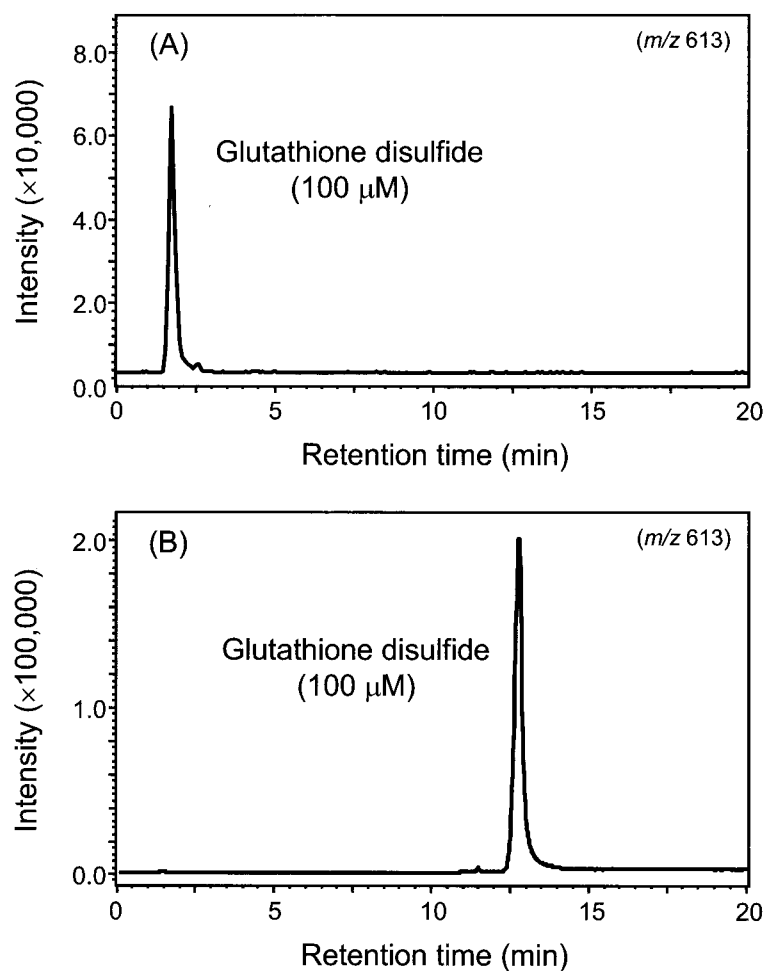 (A)
(m/z 613)
8.0
6.0
4.0
2.0
0.0
Intensity (×10,000)
Glutathione disulfide
(100 μM)
0 5 10 15 20
Retention time (min)
(B)
(m/z 613)
2.0
1.0
0.0
Intensity (×100,000)
Glutathione disulfide
(100 μM)
0 5 10 15 20
Retention time (min)